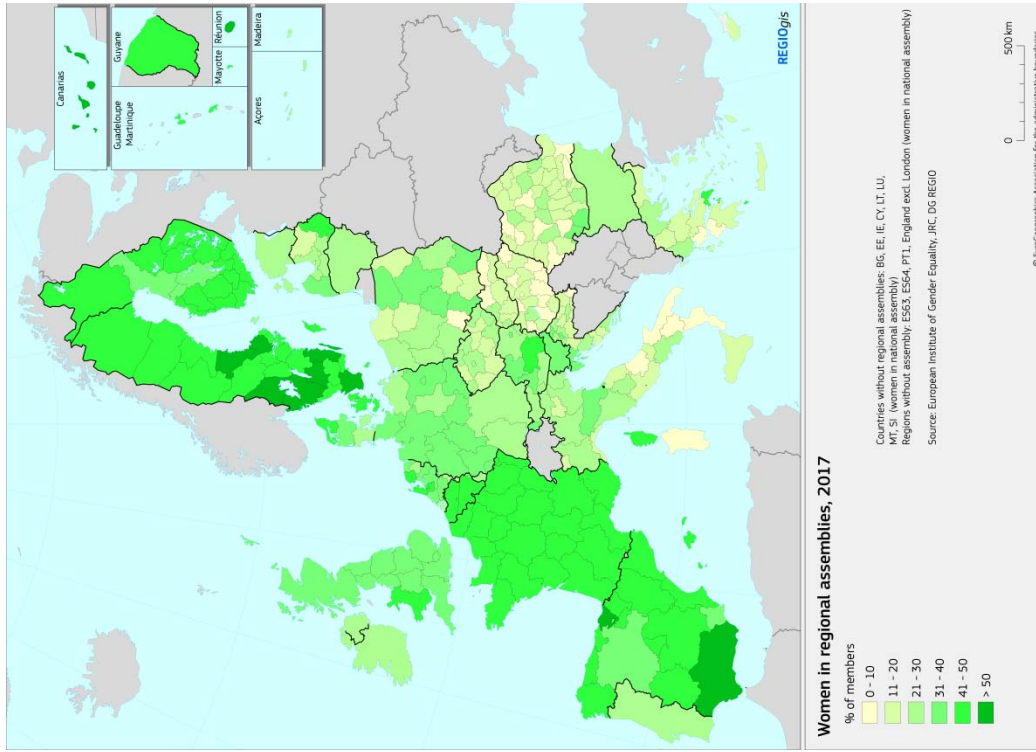 Canarias
Guadeloupe
Martinique
Guyane
Mayotte
Réunion
Açores
Madeira
REGIOgis
Women in regional assemblies, 2017
% of members
0 - 10
11 - 20
21 - 30
31 - 40
41 - 50
> 50
Countries without regional assemblies: BG, EE, IE, CY, LT, LU,
MT, SI (women in national assembly)
Regions without assembly: ES63, ES64, PT1, England excl. London (women in national assembly)
Source: European Institute of Gender Equality, JRC, DG REGIO
0
500 km